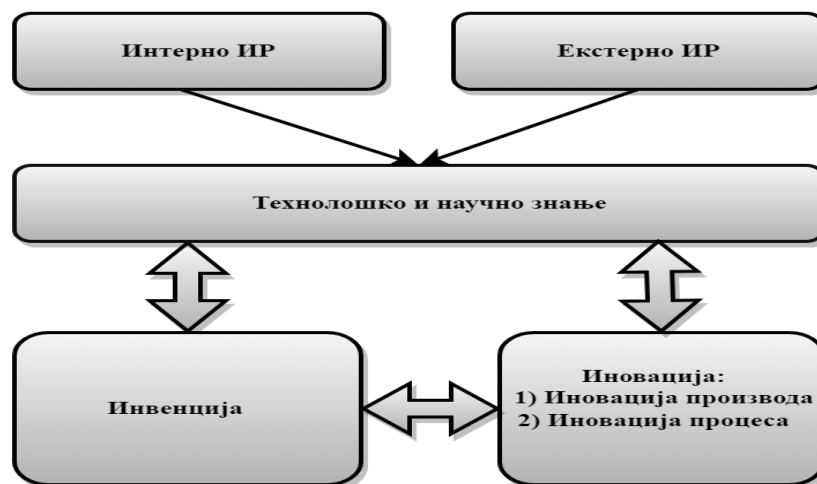 Интерно ИР
Екстерно ИР
Технолошко и научно знање
Инвенција
Иновација:
1) Иновација производа
2) Иновација процеса